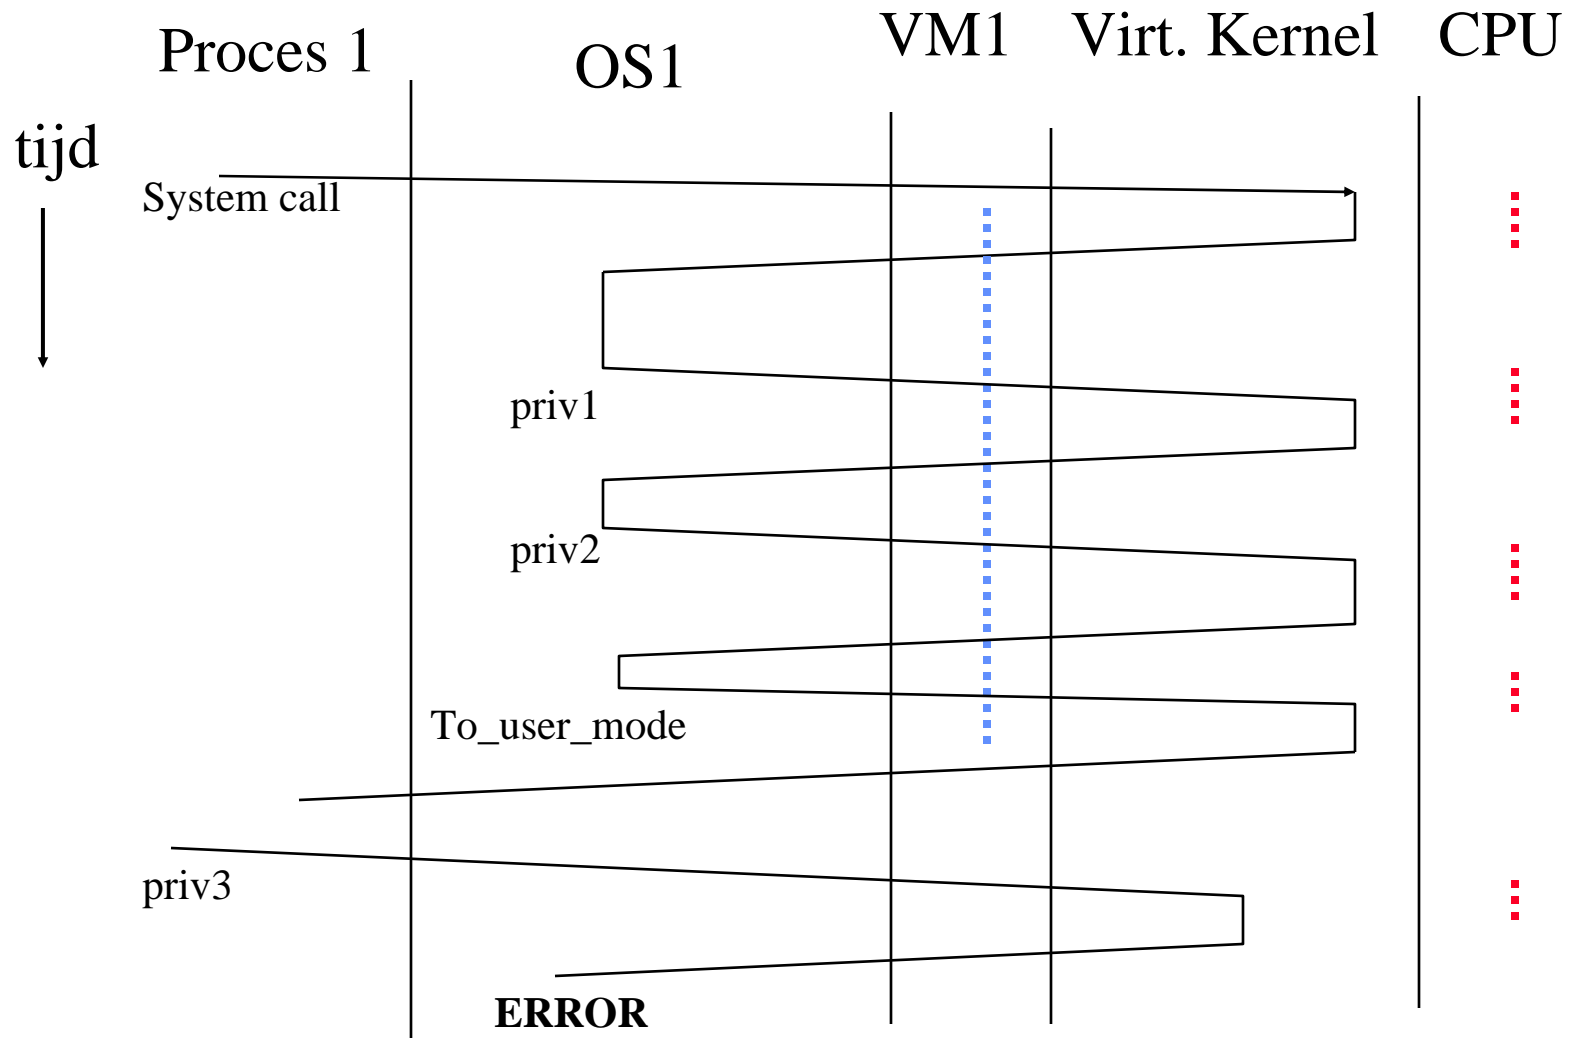 Proces 1
OS1
VM1
Virt. Kernel
CPU
tijd
System call
priv1
priv2
To_user_mode
priv3
ERROR